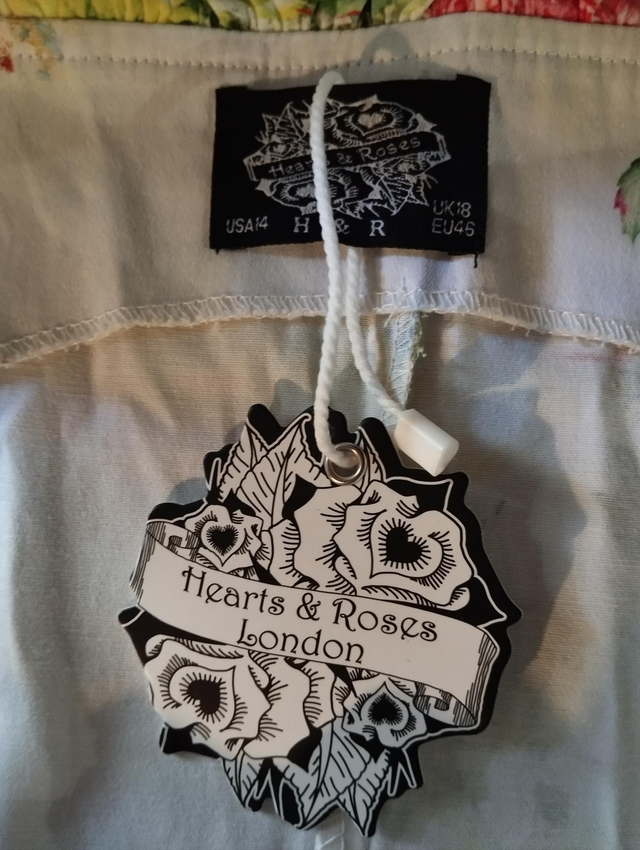 Hearts & Roses
USA14 H & R UK18
EU46
Hearts & Roses
London